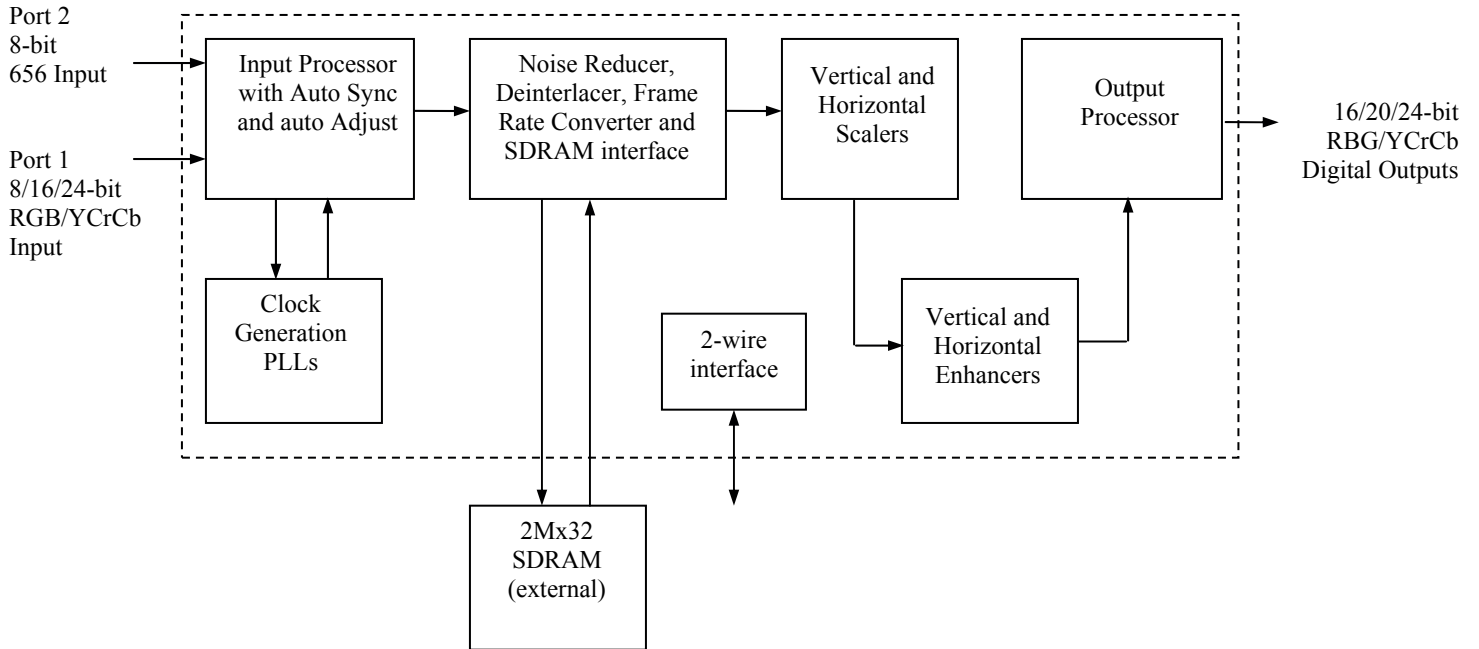 Port 2
8-bit
656 Input
Port 1
8/16/24-bit
RGB/YCrCb
Input
Input Processor
with Auto Sync
and auto Adjust
Noise Reducer,
Deinterlacer, Frame
Rate Converter and
SDRAM interface
Vertical and
Horizontal
Scalers
Output
Processor
16/20/24-bit
RBG/YCrCb
Digital Outputs
Clock
Generation
PLLs
2-wire
interface
Vertical and
Horizontal
Enhancers
2Mx32
SDRAM
(external)